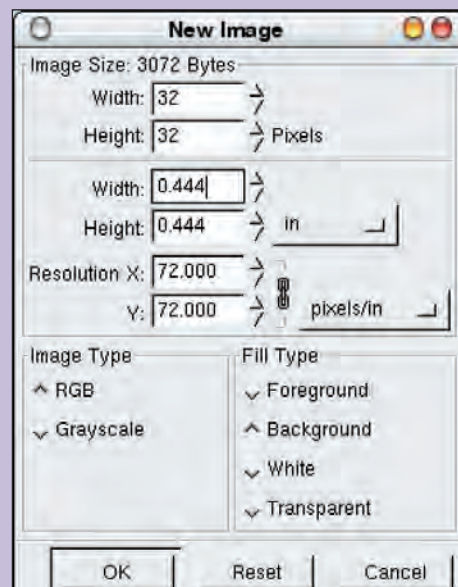 New Image
Image Size: 3072 Bytes
Width: 32
Height: 32 Pixels
Width: 0.444
Height: 0.444 in
Resolution X: 72.000
Y: 72.000 pixels/in
Image Type
RGB
Grayscale
Fill Type
Foreground
Background
White
Transparent
OK Reset Cancel